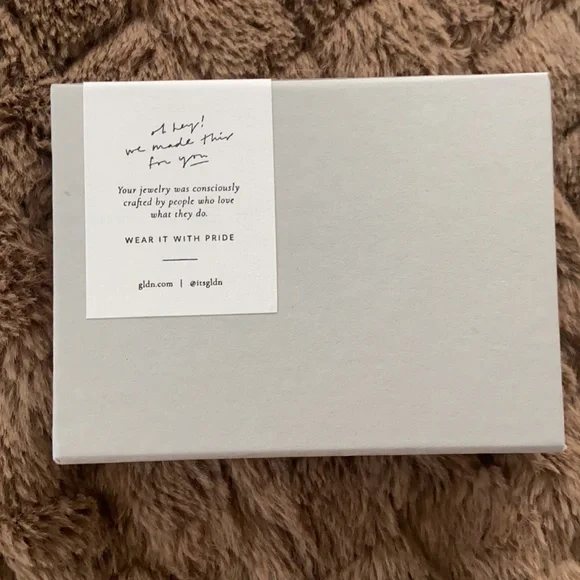 oh hey!
we made this
for you
Your jewelry was consciously
crafted by people who love
what they do.
WEAR IT WITH PRIDE
gldn.com | @itsgldn